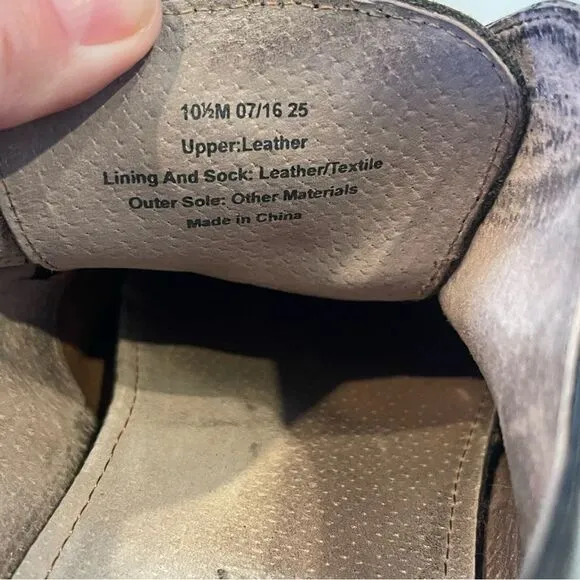 10½M 07/16 25
Upper:Leather
Lining And Sock: Leather/Textile
Outer Sole: Other Materials
Made in China